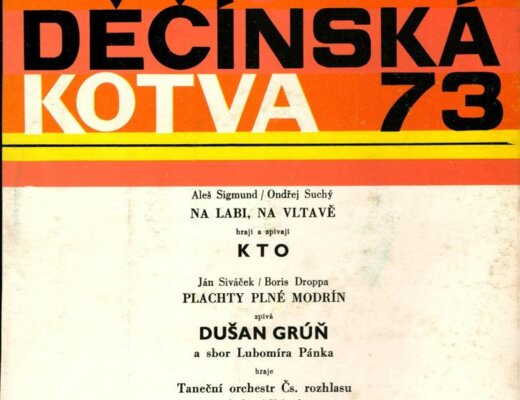 DĚČÍNSKÁ
KOTVA 73
Aleš Sigmund / Ondřej Suchý
NA LABI, NA VLTAVĚ
hrají a zpívají
KTO
Ján Siváček / Boris Droppa
PLACHTY PLNÉ MODRÍN
zpívá
DUŠAN GRÚŇ
a sbor Lubomíra Pánka
hraje
Taneční orchestr Čs. rozhlasu